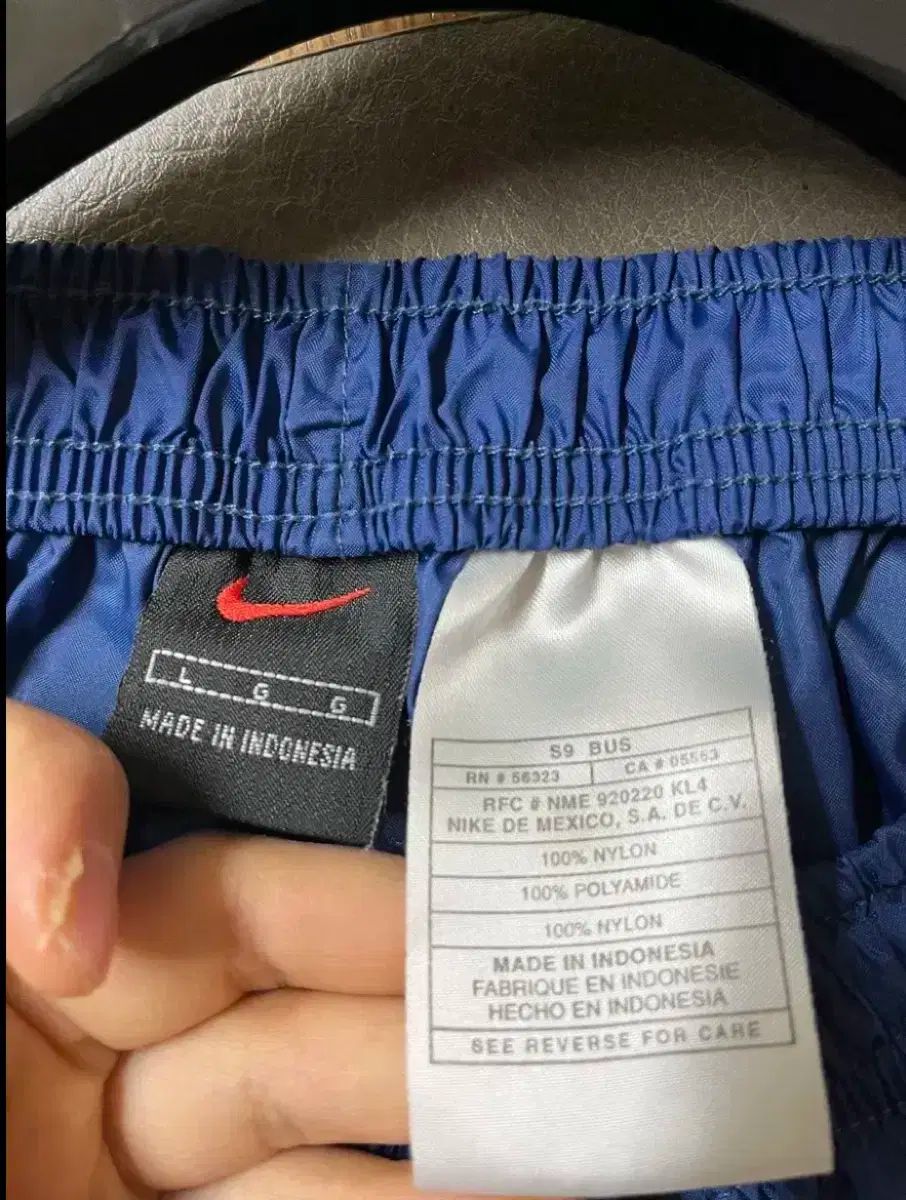 L G G
MADE IN INDONESIA
S9 BUS
RN # 56323 CA # 05553
RFC # NME 920220 KL4
NIKE DE MEXICO, S.A. DE C.V.
100% NYLON
100% POLYAMIDE
100% NYLON
MADE IN INDONESIA
FABRIQUE EN INDONESIE
HECHO EN INDONESIA
SEE REVERSE FOR CARE